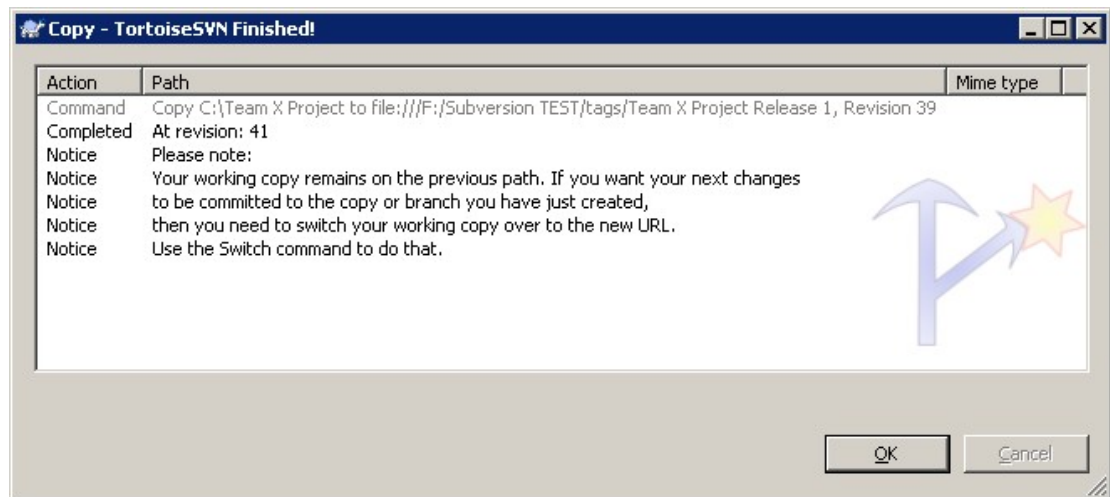 Copy - TortoiseSVN Finished!
Action Path Mime type
Command Copy C:\Team X Project to file:///F:/Subversion TEST/tags/Team X Project Release 1, Revision 39
Completed At revision: 41
Notice Please note:
Notice Your working copy remains on the previous path. If you want your next changes
Notice to be committed to the copy or branch you have just created,
Notice then you need to switch your working copy over to the new URL.
Notice Use the Switch command to do that.
OK Cancel